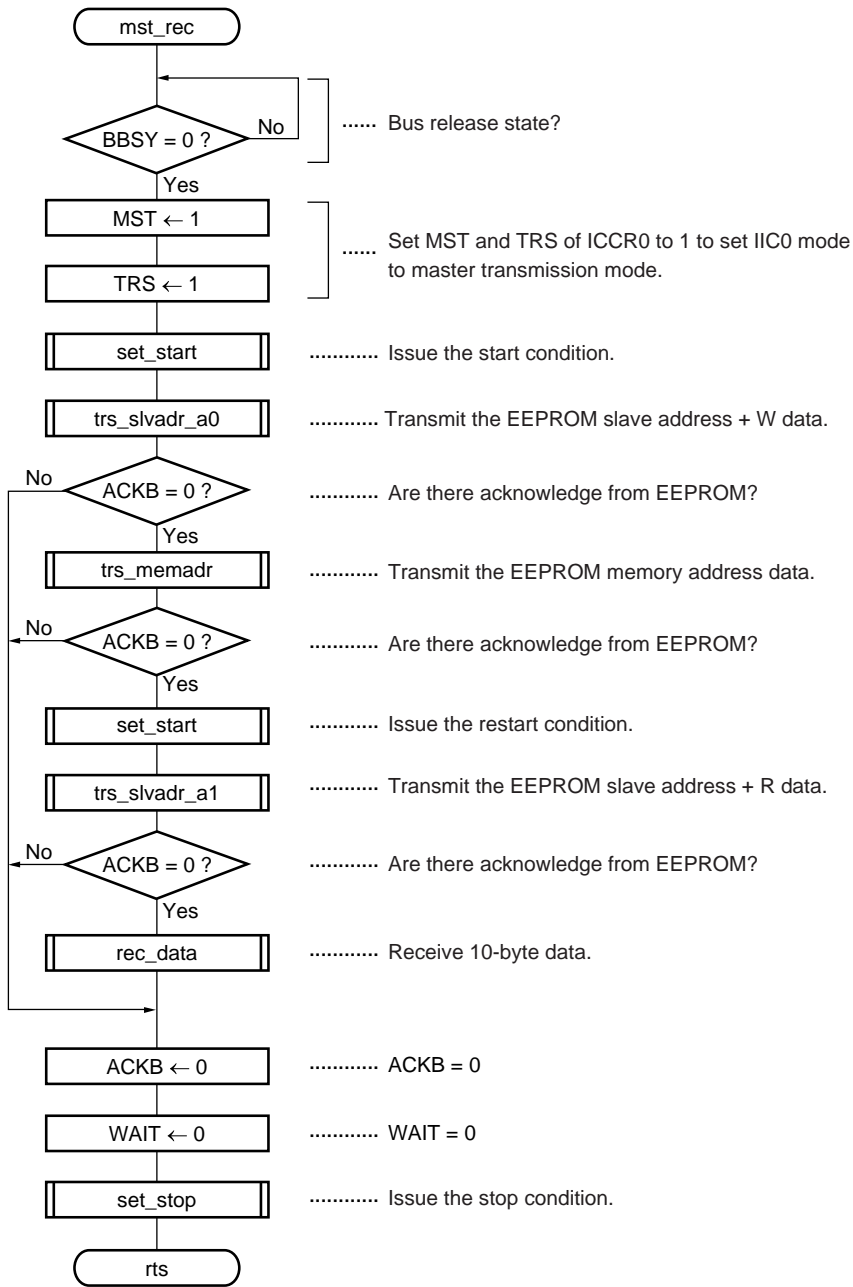 mst_rec
BBSY = 0 ?
No
...... Bus release state?
Yes
MST ← 1
...... Set MST and TRS of ICCR0 to 1 to set IIC0 mode
to master transmission mode.
TRS ← 1
set_start
............ Issue the start condition.
trs_slvadr_a0
............ Transmit the EEPROM slave address + W data.
No
ACKB = 0 ?
............ Are there acknowledge from EEPROM?
Yes
trs_memadr
............ Transmit the EEPROM memory address data.
No
ACKB = 0 ?
............ Are there acknowledge from EEPROM?
Yes
set_start
............ Issue the restart condition.
trs_slvadr_a1
............ Transmit the EEPROM slave address + R data.
No
ACKB = 0 ?
............ Are there acknowledge from EEPROM?
Yes
rec_data
............ Receive 10-byte data.
ACKB ← 0
............ ACKB = 0
WAIT ← 0
............ WAIT = 0
set_stop
............ Issue the stop condition.
rts